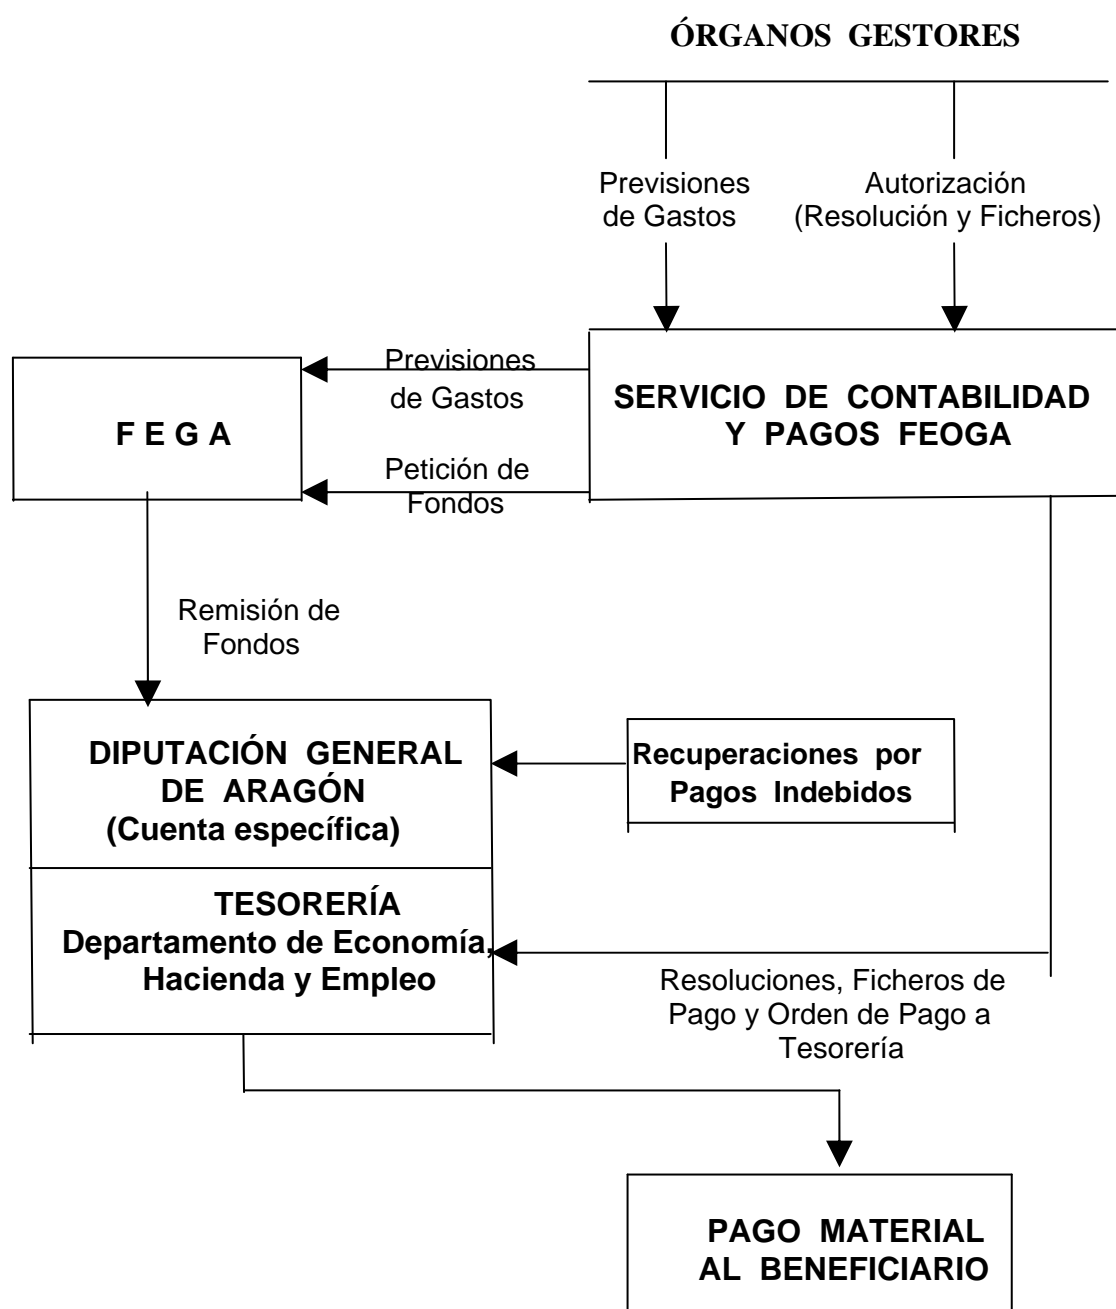 ÓRGANOS GESTORES
Previsiones
de Gastos
Autorización
(Resolución y Ficheros)
Previsiones
de Gastos
SERVICIO DE CONTABILIDAD
Y PAGOS FEOGA
F E G A
Petición de
Fondos
Remisión de
Fondos
DIPUTACIÓN GENERAL
DE ARAGÓN
(Cuenta específica)
Recuperaciones por
Pagos Indebidos
TESORERÍA
Departamento de Economía,
Hacienda y Empleo
Resoluciones, Ficheros de
Pago y Orden de Pago a
Tesorería
PAGO MATERIAL
AL BENEFICIARIO